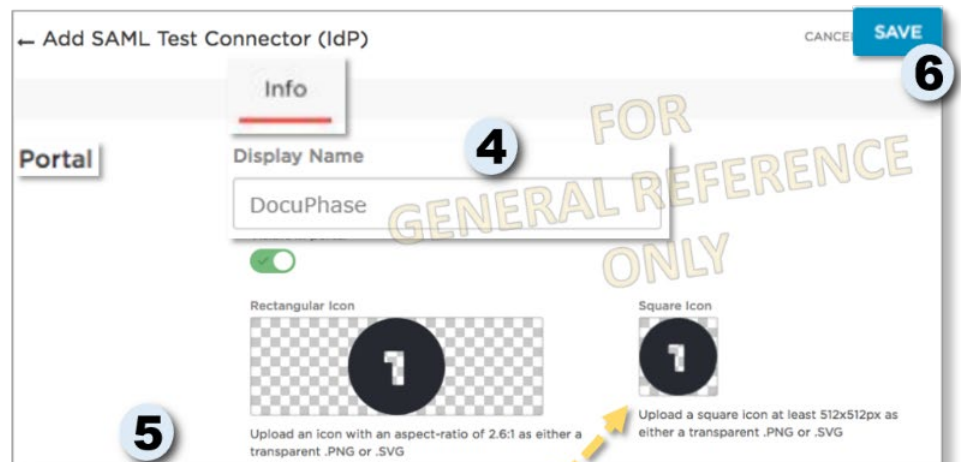 ← Add SAML Test Connector (IdP)
CANCEL
SAVE
6
Info
FOR
GENERAL REFERENCE
ONLY
Portal
Display Name
4
DocuPhase
Rectangular Icon
Square Icon
1
1
5
Upload an icon with an aspect-ratio of 2.6:1 as either a
transparent .PNG or .SVG
Upload a square icon at least 512x512px as
either a transparent .PNG or .SVG